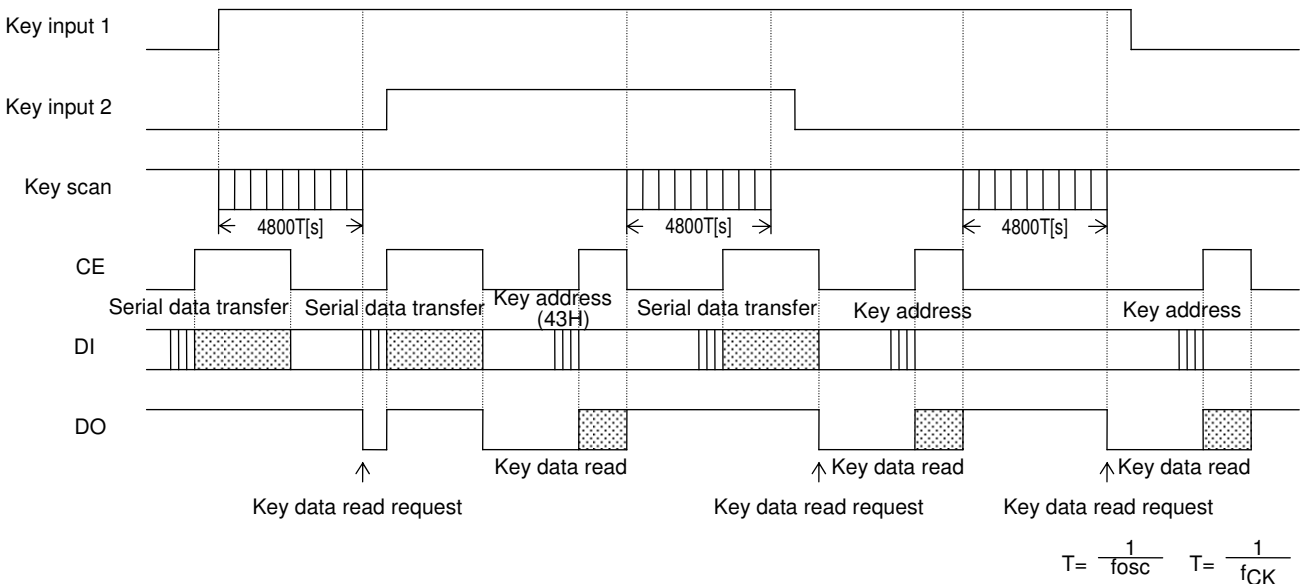 Key input 1
Key input 2
Key scan
4800T[s] 4800T[s] 4800T[s]
CE
Serial data transfer Serial data transfer Key address (43H) Serial data transfer Key address Key address
DI
DO
Key data read Key data read Key data read
Key data read request Key data read request Key data read request
T= 1/fosc T= 1/fCK